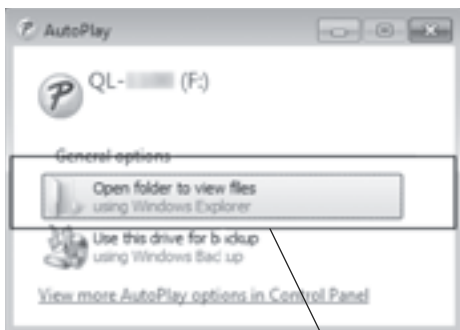 AutoPlay
QL- (F:)
General options
Open folder to view files
using Windows Explorer
Use this drive for backup
using Windows Backup
View more AutoPlay options in Control Panel